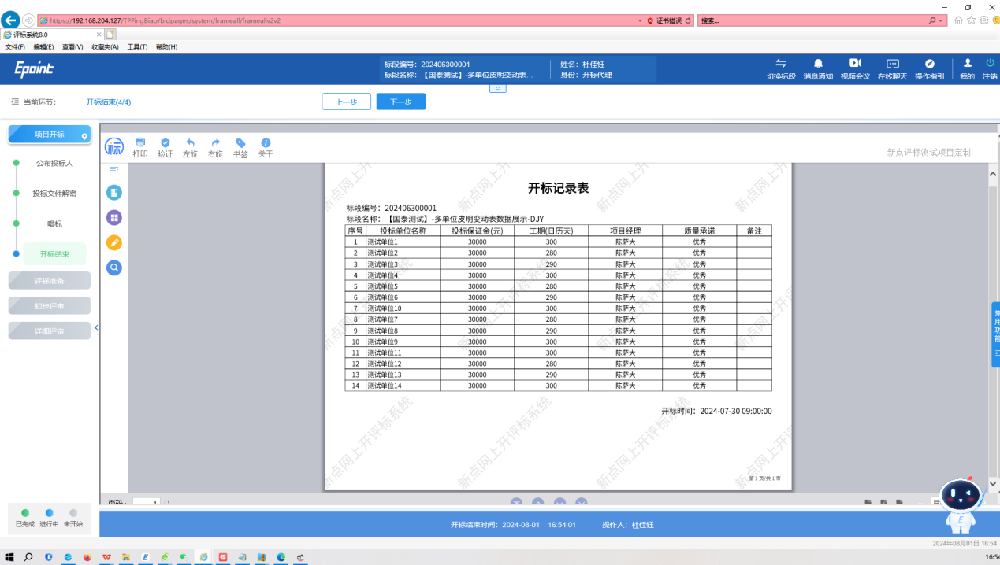 https://192.168.204.127/TPPingBiao/bidpages/system/frameall/frameallv2v2
证书错误
搜索...
评标系统8.0
文件(F) 编辑(E) 查看(V) 收藏夹(A) 工具(T) 帮助(H)
Epoint
标段编号：202406300001
标段名称：【国泰测试】-多单位皮明变动表...
姓名：杜佳钰
身份：开标代理
切换标段 消息通知 视频会议 在线聊天 操作指引 我的 注销
当前环节： 开标结束(4/4)
上一步 下一步
项目开标
公布投标人
投标文件解密
唱标
开标结束
评标准备
初步评审
详细评审
标 打印 验证 左旋 右旋 书签 关于
新点评标测试项目定制
开标记录表
标段编号：202406300001
标段名称：【国泰测试】-多单位皮明变动表数据展示-DJY
序号 投标单位名称 投标保证金(元) 工期(日历天) 项目经理 质量承诺 备注
1 测试单位1 30000 300 陈萨大 优秀
2 测试单位2 30000 280 陈萨大 优秀
3 测试单位3 30000 290 陈萨大 优秀
4 测试单位4 30000 300 陈萨大 优秀
5 测试单位5 30000 280 陈萨大 优秀
6 测试单位6 30000 290 陈萨大 优秀
7 测试单位10 30000 300 陈萨大 优秀
8 测试单位7 30000 280 陈萨大 优秀
9 测试单位8 30000 290 陈萨大 优秀
10 测试单位9 30000 300 陈萨大 优秀
11 测试单位11 30000 300 陈萨大 优秀
12 测试单位12 30000 280 陈萨大 优秀
13 测试单位13 30000 290 陈萨大 优秀
14 测试单位14 30000 300 陈萨大 优秀
开标时间：2024-07-30 09:00:00
新点网上开评标系统
第1页/共1页
常用功能
页码： 1 /1
已完成 进行中 未开始
开标结束时间：2024-08-01 16:54:01 操作人：杜佳钰
2024年08月01日 16:54
16:54